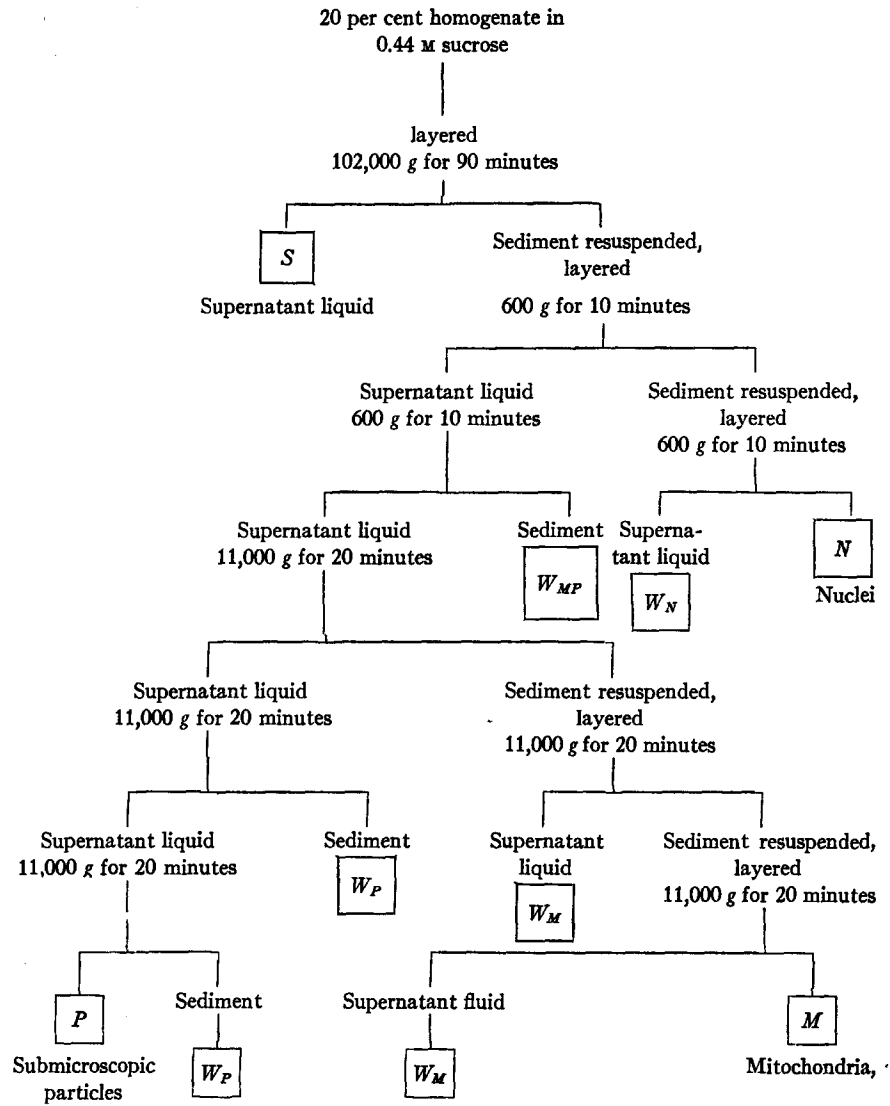 20 per cent homogenate in
0.44 M sucrose
layered
102,000 g for 90 minutes
S
Supernatant liquid
Sediment resuspended,
layered
600 g for 10 minutes
Supernatant liquid
600 g for 10 minutes
Sediment resuspended,
layered
600 g for 10 minutes
Supernatant liquid
11,000 g for 20 minutes
Sediment
W_MP
Superna-
tant liquid
W_N
N
Nuclei
Supernatant liquid
11,000 g for 20 minutes
Sediment resuspended,
layered
11,000 g for 20 minutes
Supernatant liquid
11,000 g for 20 minutes
Sediment
W_P
Supernatant
liquid
W_M
Sediment resuspended,
layered
11,000 g for 20 minutes
P
Submicroscopic
particles
Sediment
W_P
Supernatant fluid
W_M
M
Mitochondria,